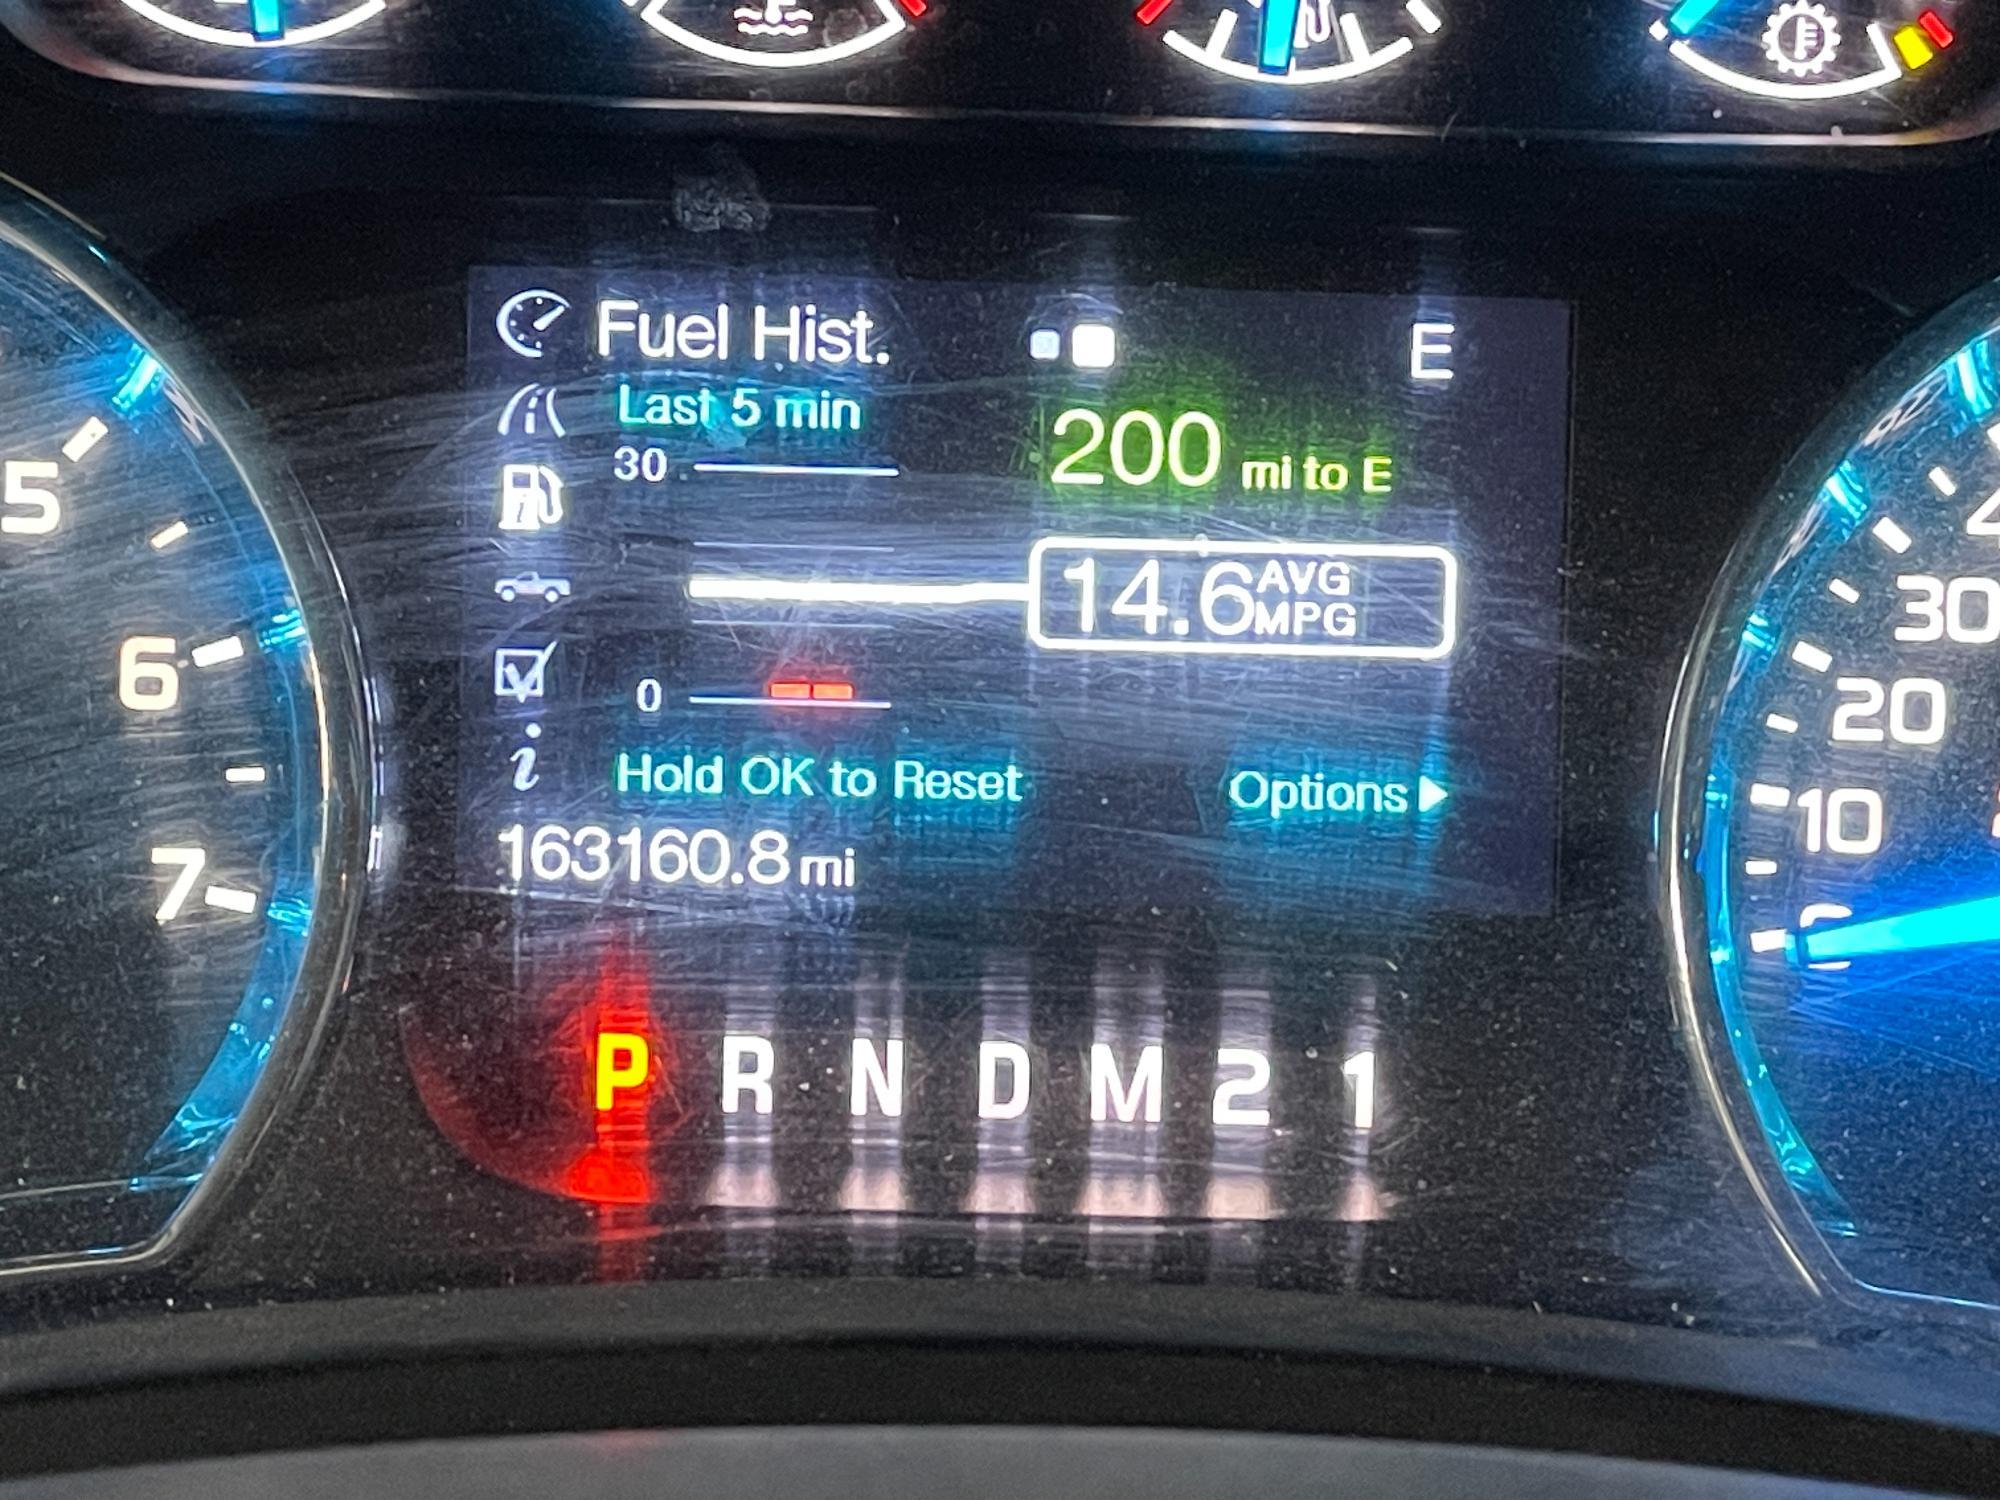 Fuel Hist.
E
Last 5 min
200 mi to E
30
14.6 AVG MPG
0
Hold OK to Reset
Options
163160.8 mi
P R N D M 2 1
5
6
7
30
20
10